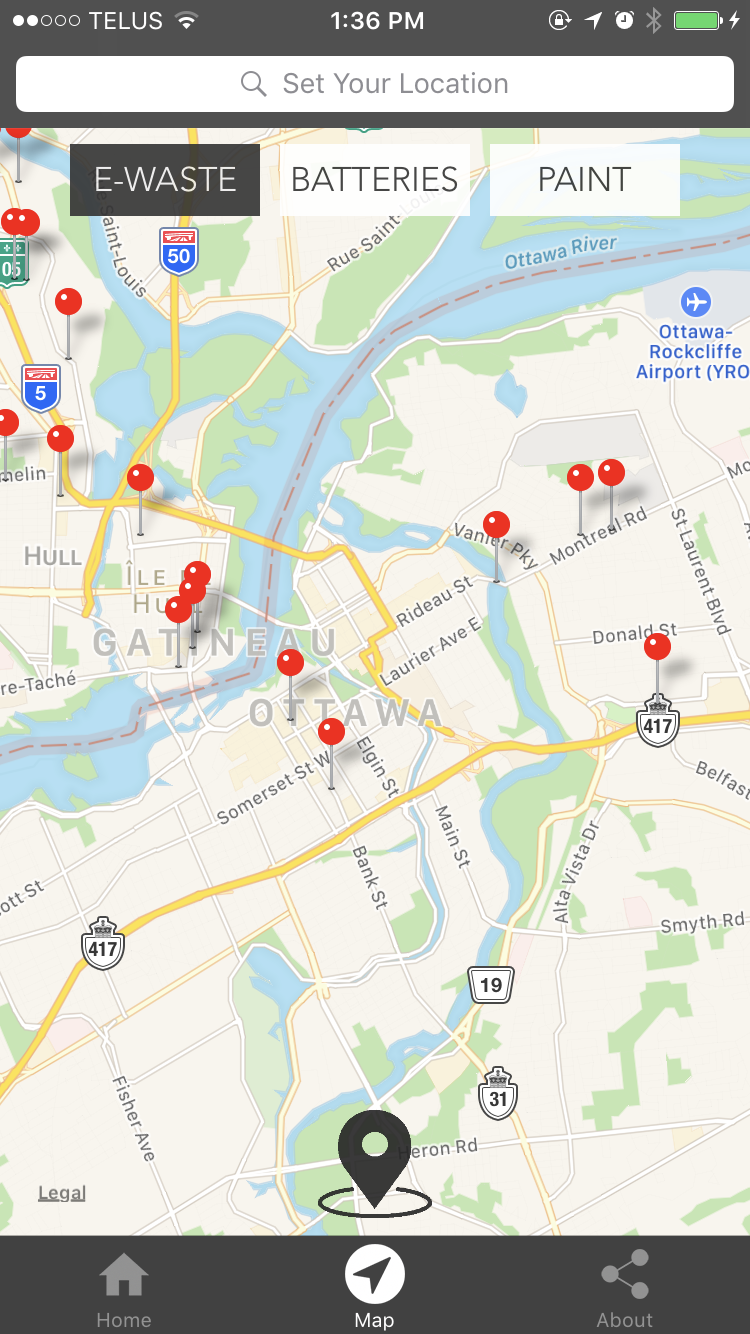 TELUS 1:36 PM
Set Your Location
E-WASTE BATTERIES PAINT
Rue Saint-Louis
50
05
Ottawa River
Ottawa-
Rockcliffe
Airport (YRO
5
melin
Mo
Vanier Pky
Montreal Rd
St Laurent Blvd
HULL
ÎLE
HU
Rideau St
Donald St
GATINEAU
Laurier Ave E
re-Taché
OTTAWA
417
Elgin St
Somerset St W
Belfast
Main St
Bank St
Alta Vista Dr
ott St
Smyth Rd
417
19
31
Fisher Ave
Heron Rd
Legal
Home Map About